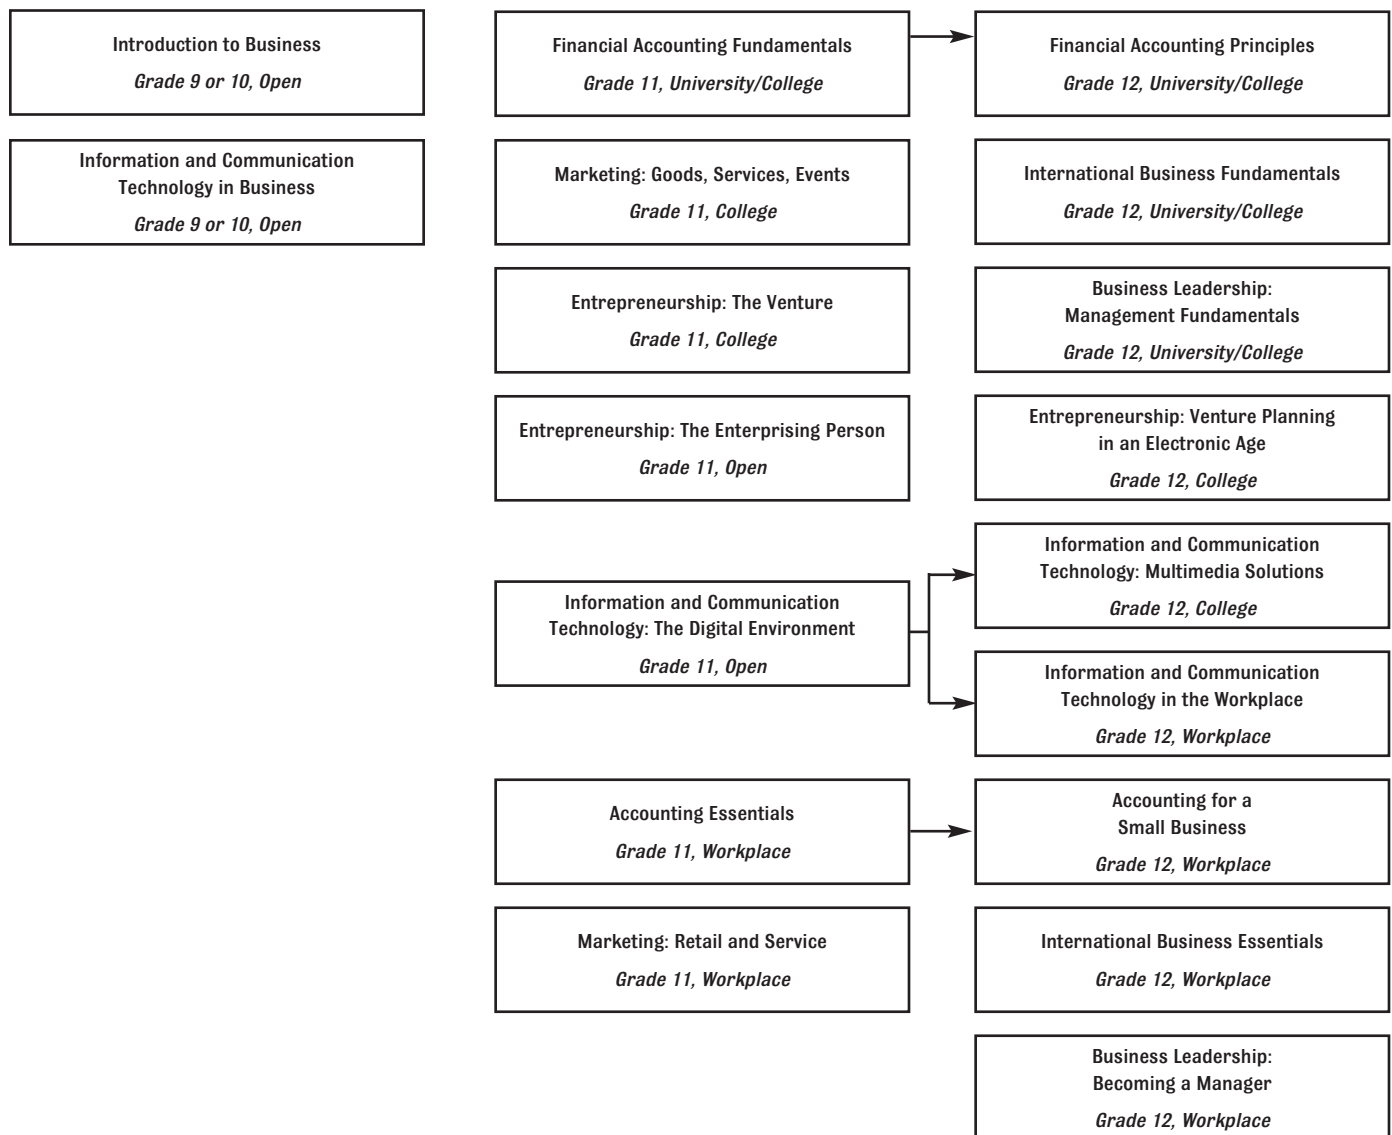 Introduction to Business
Grade 9 or 10, Open
Information and Communication
Technology in Business
Grade 9 or 10, Open
Financial Accounting Fundamentals
Grade 11, University/College
Marketing: Goods, Services, Events
Grade 11, College
Entrepreneurship: The Venture
Grade 11, College
Entrepreneurship: The Enterprising Person
Grade 11, Open
Information and Communication
Technology: The Digital Environment
Grade 11, Open
Accounting Essentials
Grade 11, Workplace
Marketing: Retail and Service
Grade 11, Workplace
Financial Accounting Principles
Grade 12, University/College
International Business Fundamentals
Grade 12, University/College
Business Leadership:
Management Fundamentals
Grade 12, University/College
Entrepreneurship: Venture Planning
in an Electronic Age
Grade 12, College
Information and Communication
Technology: Multimedia Solutions
Grade 12, College
Information and Communication
Technology in the Workplace
Grade 12, Workplace
Accounting for a
Small Business
Grade 12, Workplace
International Business Essentials
Grade 12, Workplace
Business Leadership:
Becoming a Manager
Grade 12, Workplace